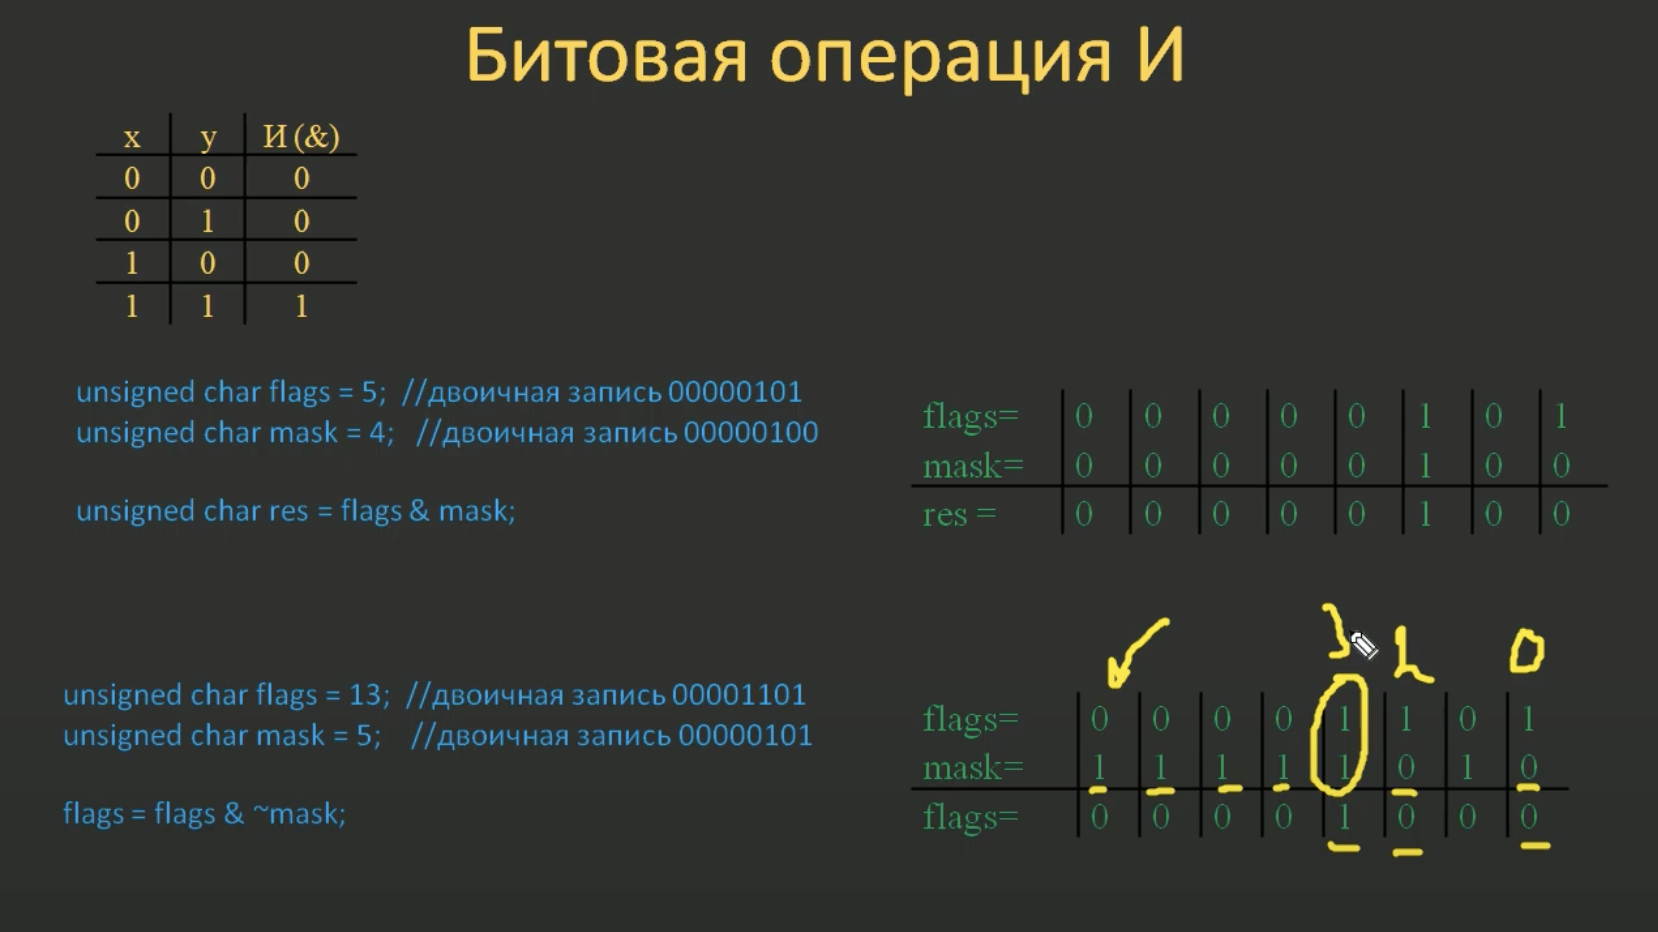 Битовая операция И
x y И (&)
0 0 0
0 1 0
1 0 0
1 1 1
unsigned char flags = 5; //двоичная запись 00000101
unsigned char mask = 4; //двоичная запись 00000100
unsigned char res = flags & mask;
flags= 0 0 0 0 0 1 0 1
mask= 0 0 0 0 0 1 0 0
res = 0 0 0 0 0 1 0 0
unsigned char flags = 13; //двоичная запись 00001101
unsigned char mask = 5; //двоичная запись 00000101
flags = flags & ~mask;
0
flags= 0 0 0 0 1 1 0 1
mask= 1 1 1 1 1 0 1 0
flags= 0 0 0 0 1 0 0 0